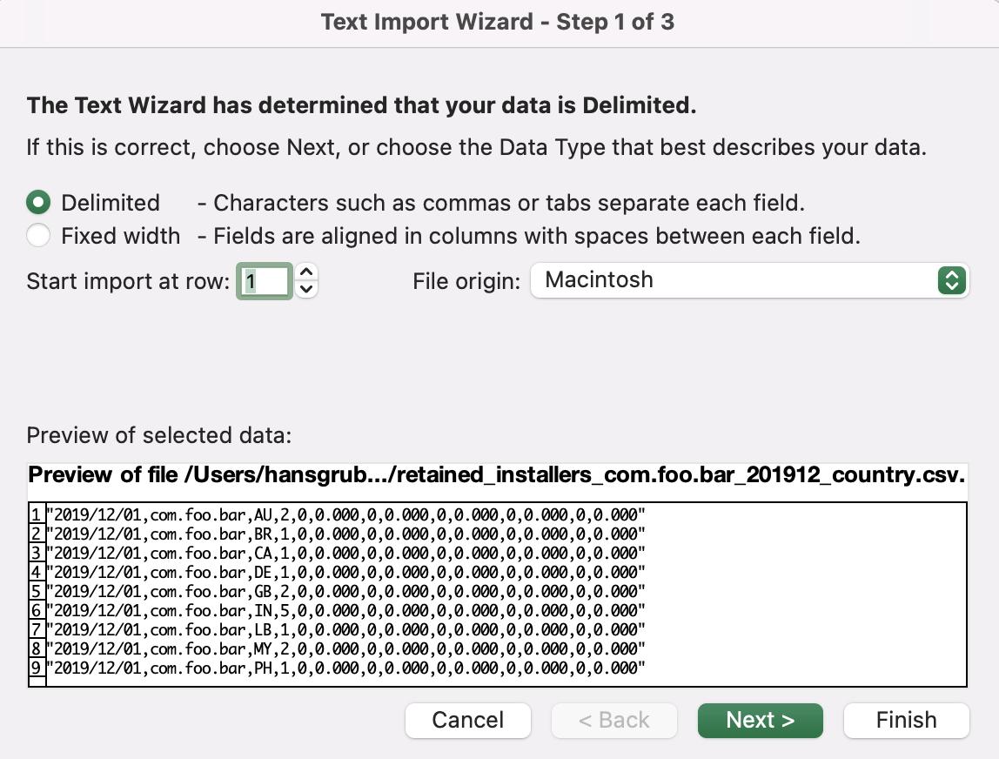 Text Import Wizard - Step 1 of 3
The Text Wizard has determined that your data is Delimited.
If this is correct, choose Next, or choose the Data Type that best describes your data.
Delimited - Characters such as commas or tabs separate each field.
Fixed width - Fields are aligned in columns with spaces between each field.
Start import at row: 1 File origin: Macintosh
Preview of selected data:
Preview of file /Users/hansgrub.../retained_installers_com.foo.bar_201912_country.csv.
1 "2019/12/01,com.foo.bar,AU,2,0,0.000,0,0.000,0,0.000,0,0.000,0,0.000"
2 "2019/12/01,com.foo.bar,BR,1,0,0.000,0,0.000,0,0.000,0,0.000,0,0.000"
3 "2019/12/01,com.foo.bar,CA,1,0,0.000,0,0.000,0,0.000,0,0.000,0,0.000"
4 "2019/12/01,com.foo.bar,DE,1,0,0.000,0,0.000,0,0.000,0,0.000,0,0.000"
5 "2019/12/01,com.foo.bar,GB,2,0,0.000,0,0.000,0,0.000,0,0.000,0,0.000"
6 "2019/12/01,com.foo.bar,IN,5,0,0.000,0,0.000,0,0.000,0,0.000,0,0.000"
7 "2019/12/01,com.foo.bar,LB,1,0,0.000,0,0.000,0,0.000,0,0.000,0,0.000"
8 "2019/12/01,com.foo.bar,MY,2,0,0.000,0,0.000,0,0.000,0,0.000,0,0.000"
9 "2019/12/01,com.foo.bar,PH,1,0,0.000,0,0.000,0,0.000,0,0.000,0,0.000"
Cancel < Back Next > Finish